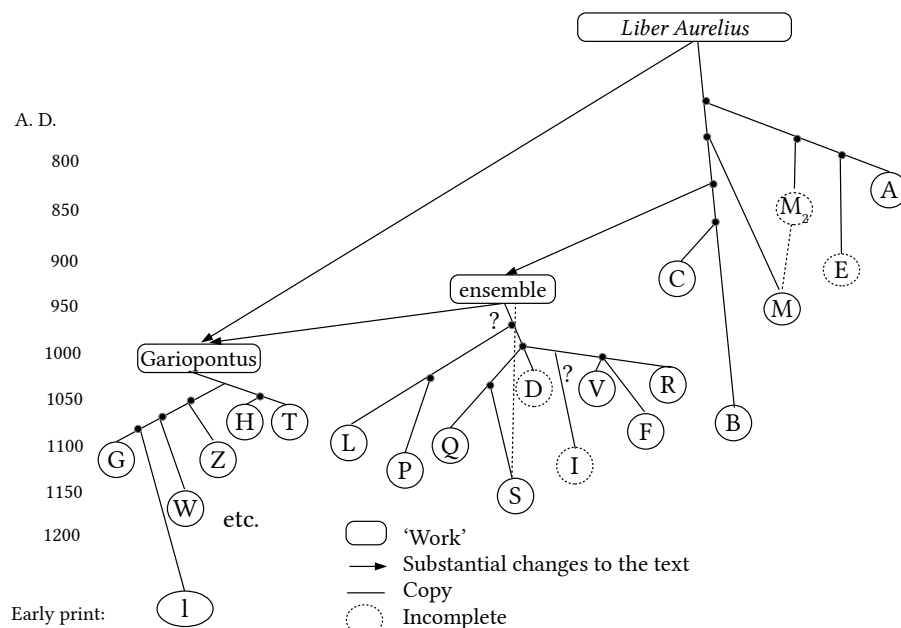 Liber Aurelius
A. D.
800
A
850
M2
900
E
C
ensemble
950
M
?
1000
Gariopontus
?
D
V
R
1050
H
T
B
L
Q
F
1100
G
Z
P
I
1150
W
S
etc.
1200
‘Work’
Substantial changes to the text
Copy
Early print:
l
Incomplete